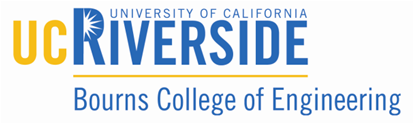 UNIVERSITY OF CALIFORNIA
UCRIVERSIDE
Bourns College of Engineering